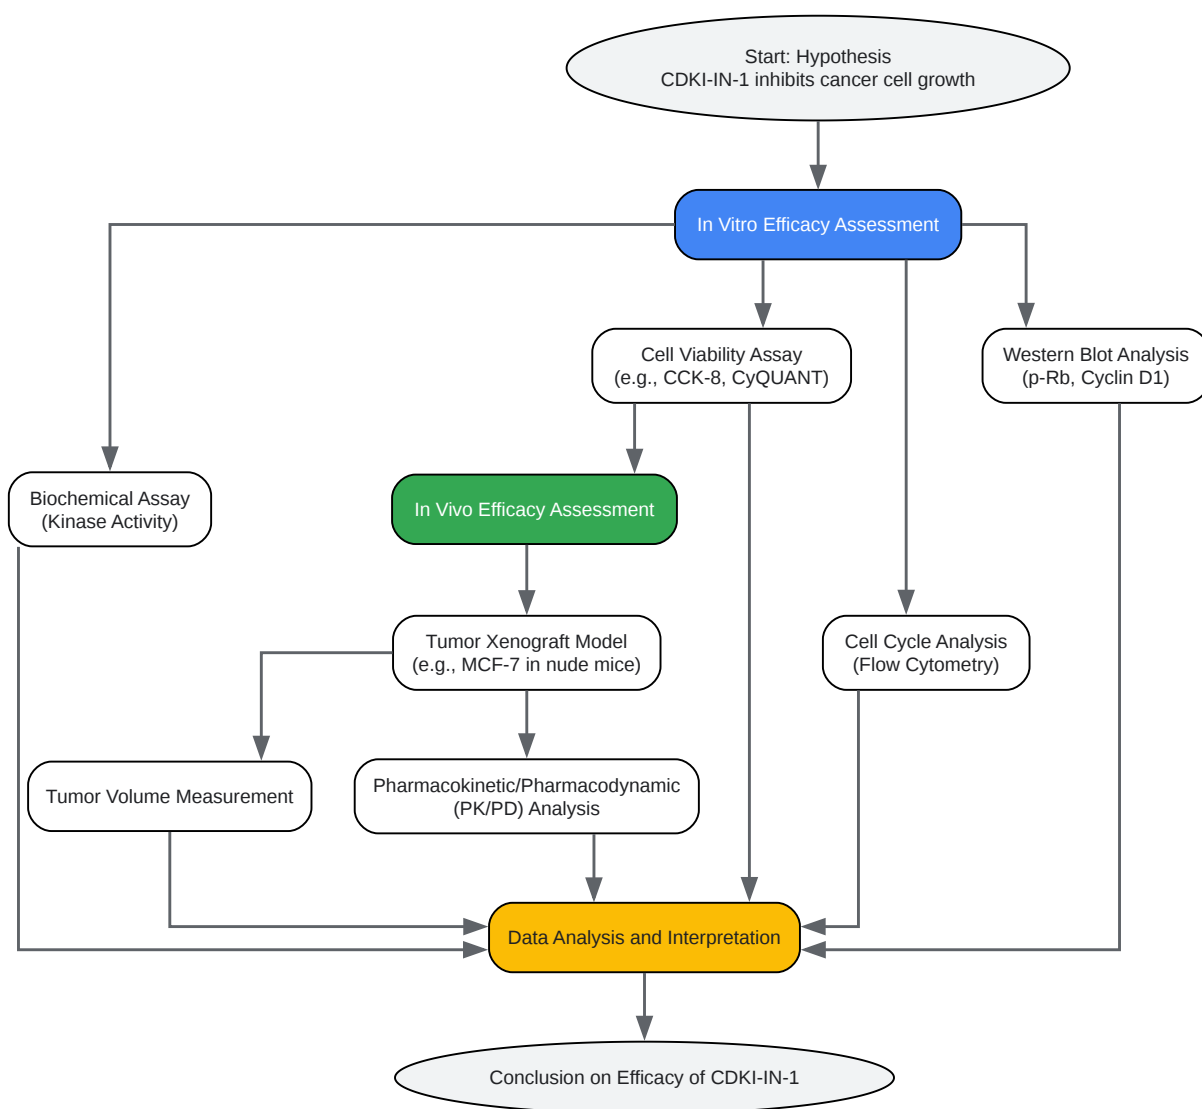 Start: Hypothesis
CDKI-IN-1 inhibits cancer cell growth
In Vitro Efficacy Assessment
Cell Viability Assay
(e.g., CCK-8, CyQUANT)
Western Blot Analysis
(p-Rb, Cyclin D1)
Biochemical Assay
(Kinase Activity)
In Vivo Efficacy Assessment
Tumor Xenograft Model
(e.g., MCF-7 in nude mice)
Cell Cycle Analysis
(Flow Cytometry)
Tumor Volume Measurement
Pharmacokinetic/Pharmacodynamic
(PK/PD) Analysis
Data Analysis and Interpretation
Conclusion on Efficacy of CDKI-IN-1